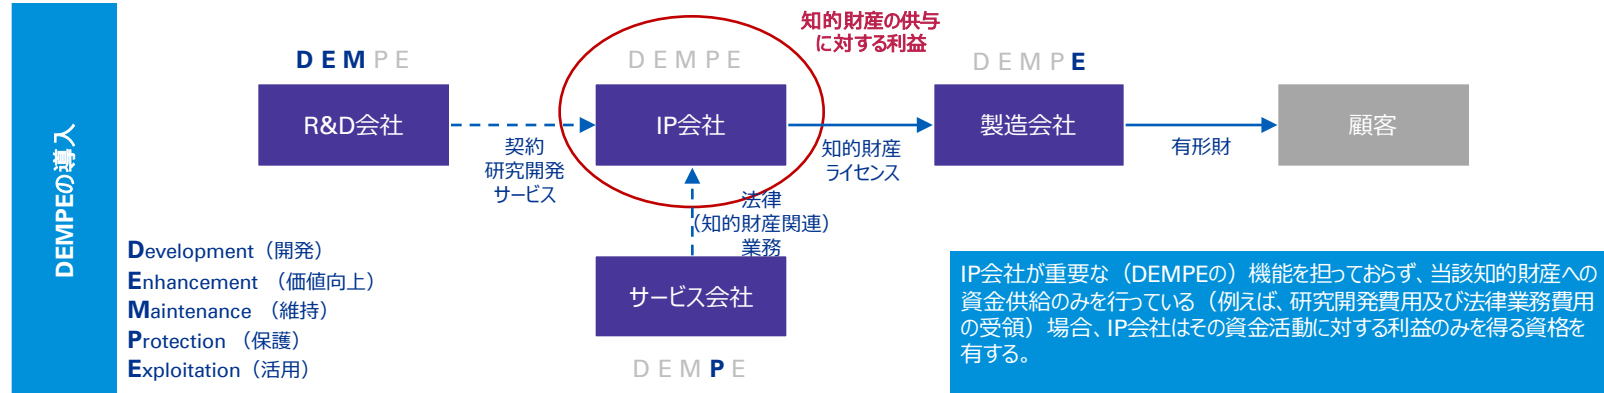 DEMPEの導入
知的財産の供与
に対する利益
DEMPE
DEMPE
DEMPE
R&D会社
IP会社
製造会社
顧客
契約
研究開発
サービス
知的財産
ライセンス
有形財
法律
（知的財産関連）
業務
サービス会社
DEMPE
Development（開発）
Enhancement （価値向上）
Maintenance （維持）
Protection （保護）
Exploitation（活用）
IP会社が重要な（DEMPEの）機能を担っておらず、当該知的財産への
資金供給のみを行っている（例えば、研究開発費用及び法律業務費用
の受領）場合、IP会社はその資金活動に対する利益のみを得る資格を
有する。